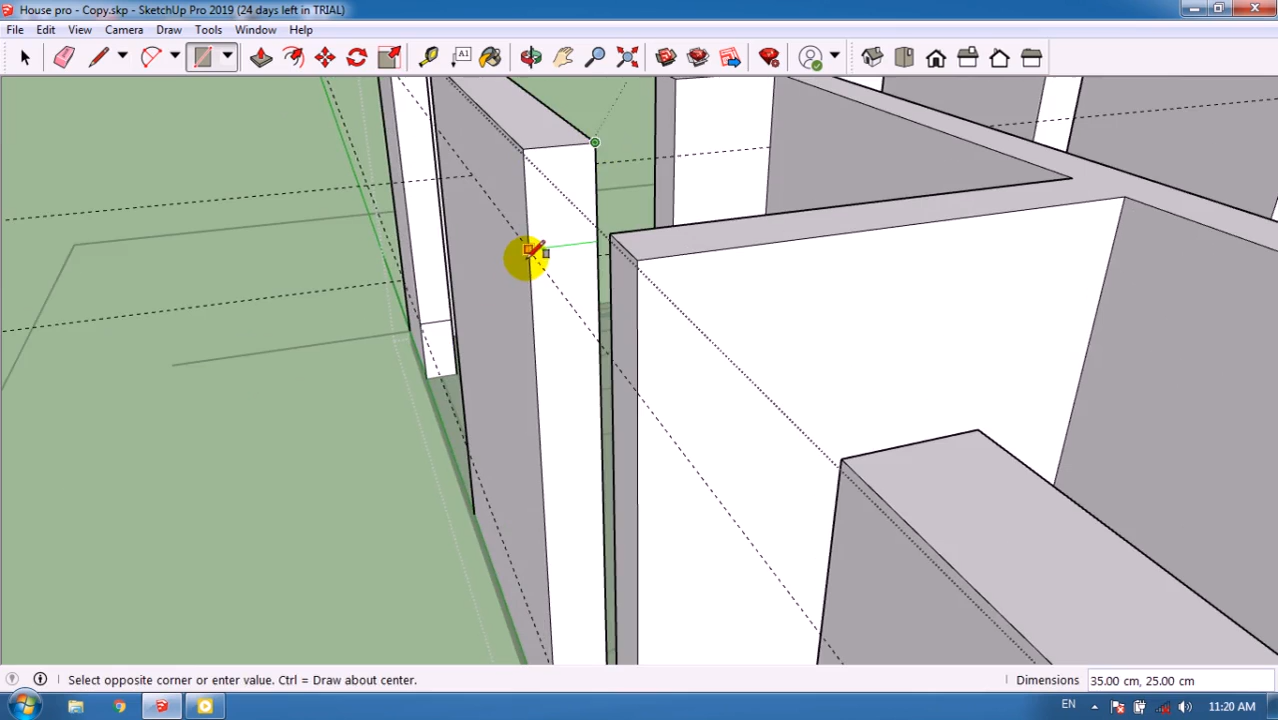 House pro - Copy.skp - SketchUp Pro 2019 (24 days left in TRIAL)
File Edit View Camera Draw Tools Window Help
A1
Select opposite corner or enter value. Ctrl = Draw about center.
Dimensions 35.00 cm, 25.00 cm
EN 11:20 AM